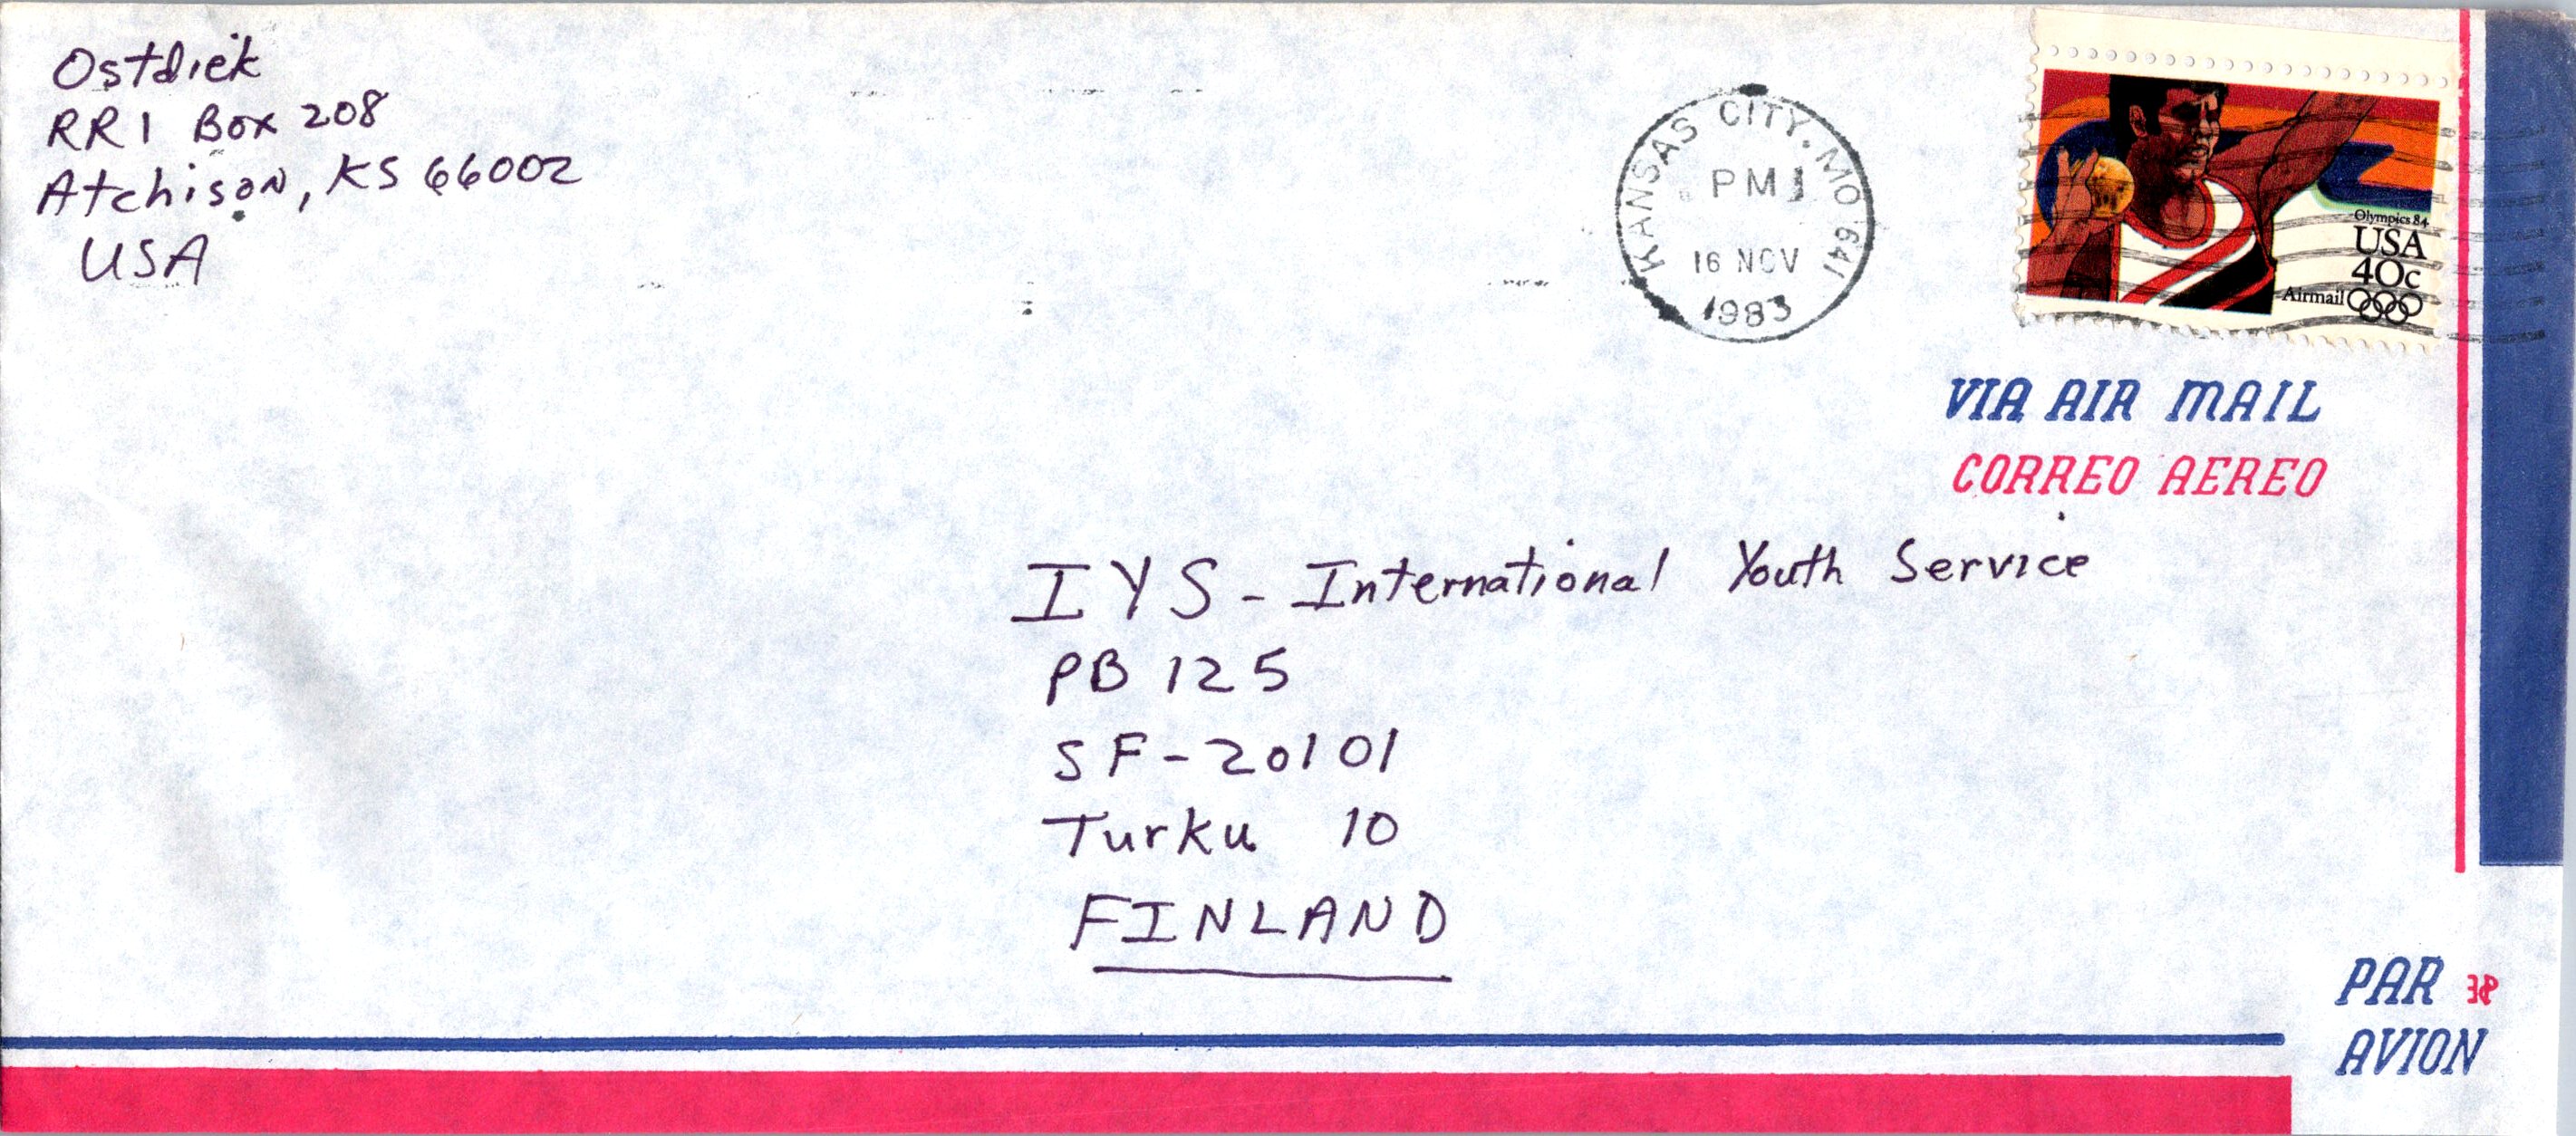 Ostdiek
RR1 Box 208
Atchison, KS 66002
USA
KANSAS CITY, MO 641
PM
16 NOV
1983
Olympics 84
USA
40c
Airmail
VIA AIR MAIL
CORREO AEREO
IYS - International Youth Service
PB 125
SF-20101
Turku 10
FINLAND
PAR
AVION